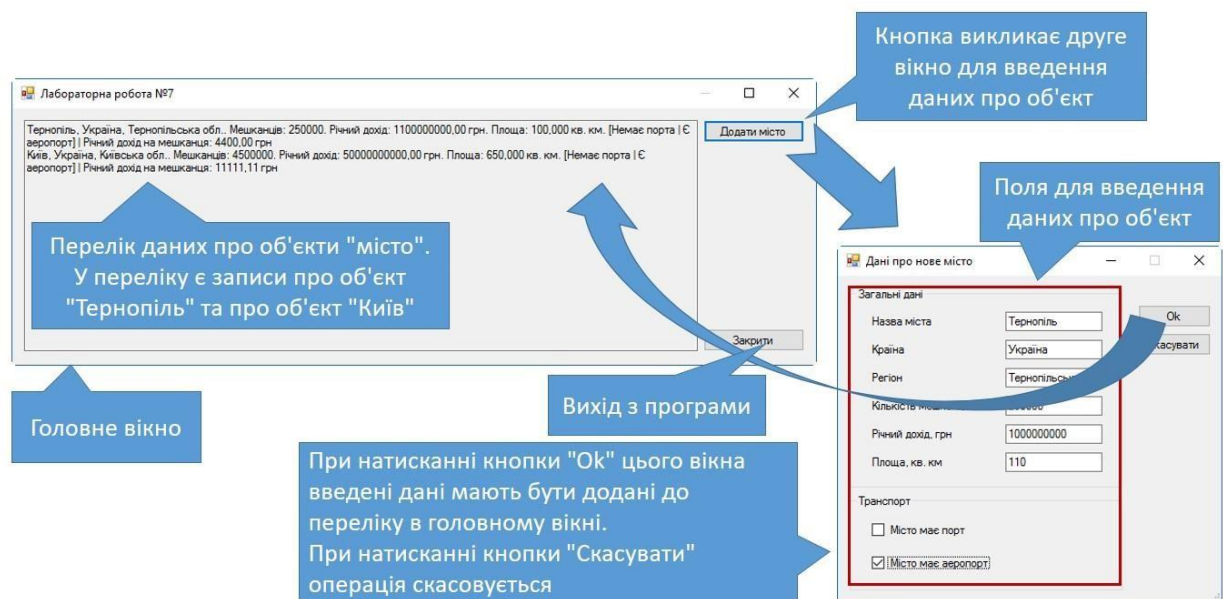 Кнопка викликає друге
вікно для введення
даних про об'єкт
Лабораторна робота №7
Тернопіль, Україна, Тернопільська обл.. Мешканців: 250000. Річний дохід: 1100000000,00 грн. Площа: 100,000 кв. км. [Немає порта | Є
аеропорт] | Річний дохід на мешканця: 4400,00 грн
Київ, Україна, Київська обл.. Мешканців: 4500000. Річний дохід: 50000000000,00 грн. Площа: 650,000 кв. км. [Немає порта | Є
аеропорт] | Річний дохід на мешканця: 11111,11 грн
Додати місто
Перелік даних про об'єкти "місто".
У переліку є записи про об'єкт
"Тернопіль" та про об'єкт "Київ"
Закрити
Головне вікно
Вихід з програми
Поля для введення
даних про об'єкт
Дані про нове місто
Загальні дані
Назва міста Тернопіль
Країна Україна
Регіон
Кількість
Річний дохід, грн 1000000000
Площа, кв. км 110
Транспорт
Місто має порт
Місто має аеропорт
Ok
При натисканні кнопки "Ok" цього вікна
введені дані мають бути додані до
переліку в головному вікні.
При натисканні кнопки "Скасувати"
операція скасовується